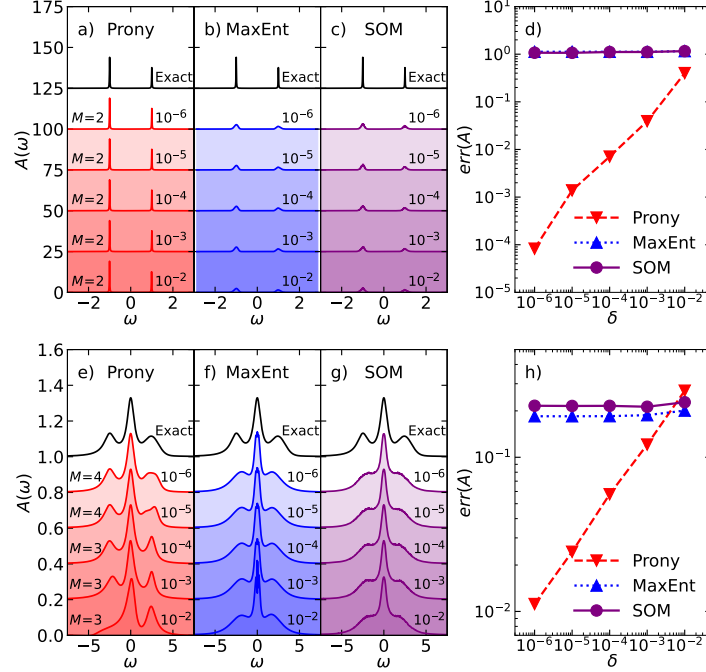 a) Prony
b) MaxEnt
c) SOM
d)
175
150
125
100
75
50
25
0
A(ω)
Exact
Exact
Exact
M=2
10⁻⁶
10⁻⁶
10⁻⁶
M=2
10⁻⁵
10⁻⁵
10⁻⁵
M=2
10⁻⁴
10⁻⁴
10⁻⁴
M=2
10⁻³
10⁻³
10⁻³
M=2
10⁻²
10⁻²
10⁻²
−2 0 2
−2 0 2
−2 0 2
ω
ω
ω
10¹
10⁰
10⁻¹
10⁻²
10⁻³
10⁻⁴
10⁻⁵
err(A)
Prony
MaxEnt
SOM
10⁻⁶ 10⁻⁵ 10⁻⁴ 10⁻³ 10⁻²
δ
e) Prony
f) MaxEnt
g) SOM
h)
1.6
1.4
1.2
1.0
0.8
0.6
0.4
0.2
0.0
A(ω)
Exact
Exact
Exact
M=4
10⁻⁶
10⁻⁶
10⁻⁶
M=4
10⁻⁵
10⁻⁵
10⁻⁵
M=3
10⁻⁴
10⁻⁴
10⁻⁴
M=3
10⁻³
10⁻³
10⁻³
M=3
10⁻²
10⁻²
10⁻²
−2 0 2
−2 0 2
−2 0 2
ω
ω
ω
10⁻¹
10⁻²
err(A)
Prony
MaxEnt
SOM
10⁻⁶ 10⁻⁵ 10⁻⁴ 10⁻³ 10⁻²
δ